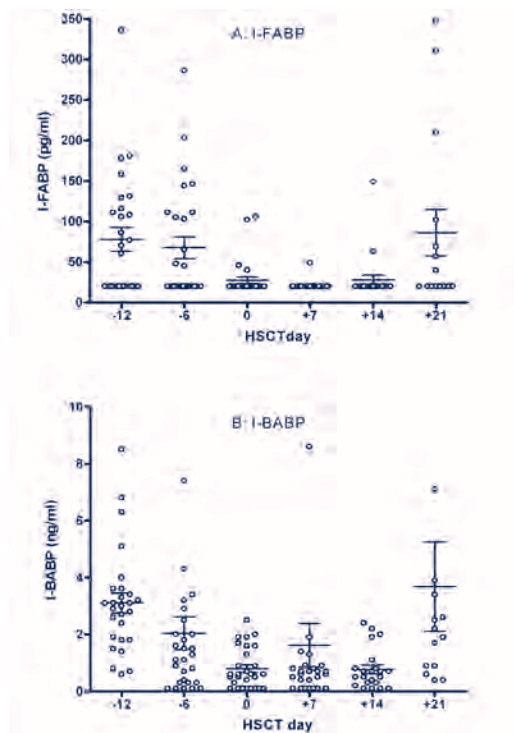 A: I-FABP
I-FABP (pg/ml)
350
300
250
200
150
100
50
0
-12 -6 0 +7 +14 +21
HSCTday
B: I-BABP
I-BABP (ng/ml)
10
8
6
4
2
0
-12 -6 0 +7 +14 +21
HSCT day